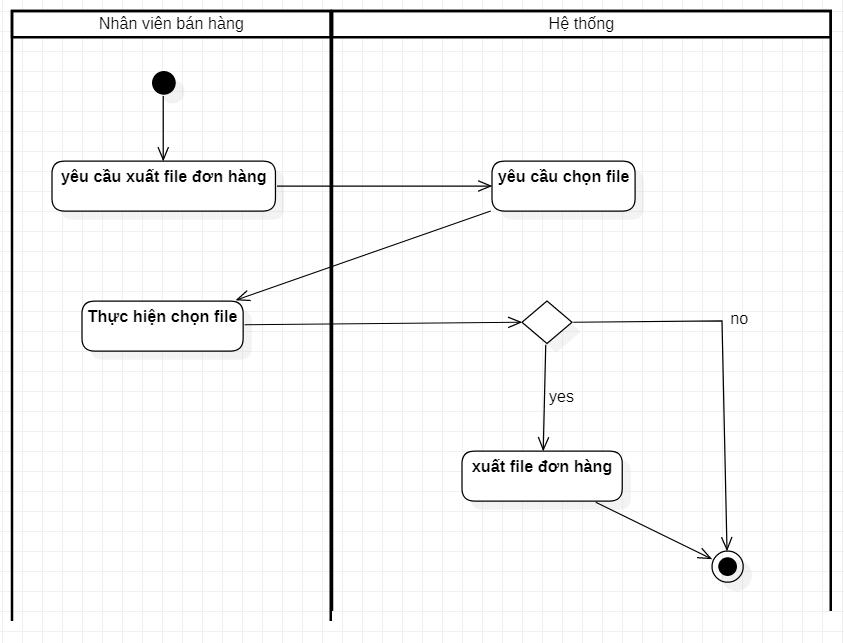 Nhân viên bán hàng
Hệ thống
yêu cầu xuất file đơn hàng
yêu cầu chọn file
Thực hiện chọn file
no
yes
xuất file đơn hàng